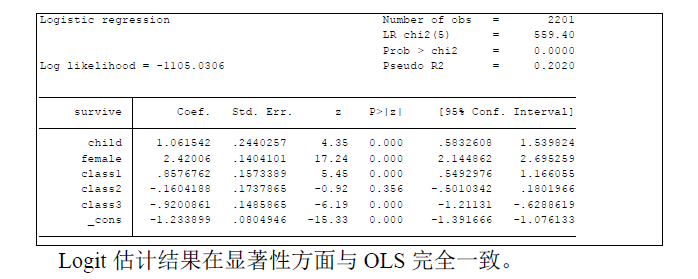 Logistic regression Number of obs = 2201
LR chi2(5) = 559.40
Prob > chi2 = 0.0000
Log likelihood = -1105.0306 Pseudo R2 = 0.2020
survive Coef. Std. Err. z P>|z| [95% Conf. Interval]
child 1.061542 .2440257 4.35 0.000 .5832608 1.539824
female 2.42006 .1404101 17.24 0.000 2.144862 2.695259
class1 .8576762 .1573389 5.45 0.000 .5492976 1.166055
class2 -.1604188 .1737865 -0.92 0.356 -.5010342 .1801966
class3 -.9200861 .1485865 -6.19 0.000 -1.21131 -.6288619
_cons -1.233899 .0804946 -15.33 0.000 -1.391666 -1.076133
Logit 估计结果在显著性方面与 OLS 完全一致。